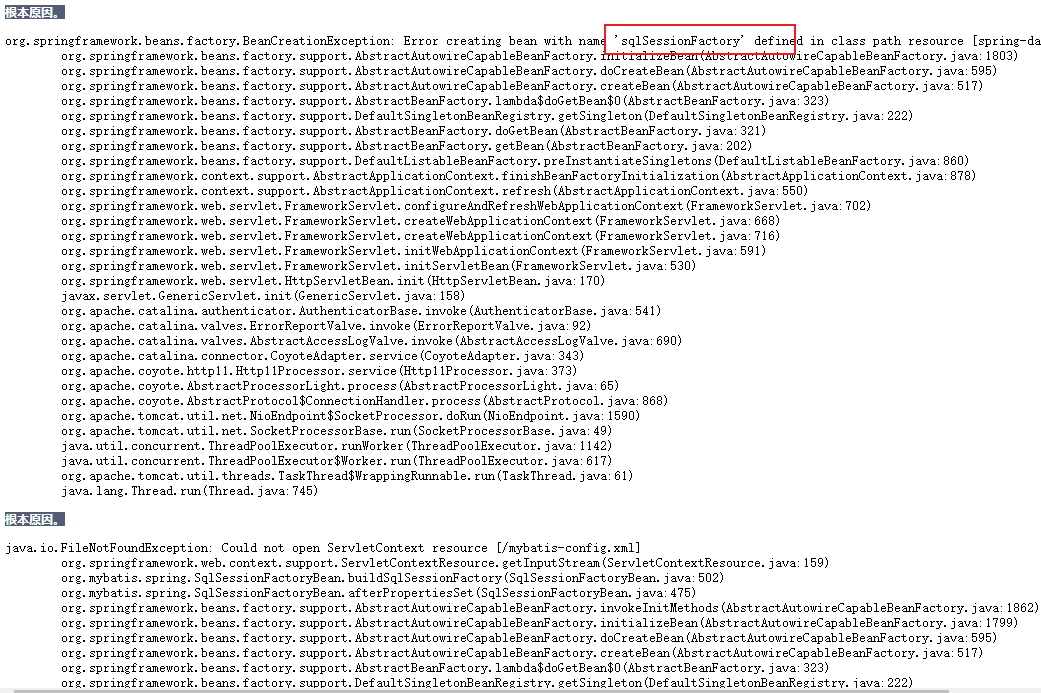 根本原因。
org.springframework.beans.factory.BeanCreationException: Error creating bean with name 'sqlSessionFactory' defined in class path resource [spring-da
org.springframework.beans.factory.support.AbstractAutowireCapableBeanFactory.initializeBean(AbstractAutowireCapableBeanFactory.java:1803)
org.springframework.beans.factory.support.AbstractAutowireCapableBeanFactory.doCreateBean(AbstractAutowireCapableBeanFactory.java:595)
org.springframework.beans.factory.support.AbstractAutowireCapableBeanFactory.createBean(AbstractAutowireCapableBeanFactory.java:517)
org.springframework.beans.factory.support.AbstractBeanFactory.lambda$doGetBean$0(AbstractBeanFactory.java:323)
org.springframework.beans.factory.support.DefaultSingletonBeanRegistry.getSingleton(DefaultSingletonBeanRegistry.java:222)
org.springframework.beans.factory.support.AbstractBeanFactory.doGetBean(AbstractBeanFactory.java:321)
org.springframework.beans.factory.support.AbstractBeanFactory.getBean(AbstractBeanFactory.java:202)
org.springframework.beans.factory.support.DefaultListableBeanFactory.preInstantiateSingletons(DefaultListableBeanFactory.java:860)
org.springframework.context.support.AbstractApplicationContext.finishBeanFactoryInitialization(AbstractApplicationContext.java:878)
org.springframework.context.support.AbstractApplicationContext.refresh(AbstractApplicationContext.java:550)
org.springframework.web.servlet.FrameworkServlet.configureAndRefreshWebApplicationContext(FrameworkServlet.java:702)
org.springframework.web.servlet.FrameworkServlet.createWebApplicationContext(FrameworkServlet.java:668)
org.springframework.web.servlet.FrameworkServlet.createWebApplicationContext(FrameworkServlet.java:716)
org.springframework.web.servlet.FrameworkServlet.initWebApplicationContext(FrameworkServlet.java:591)
org.springframework.web.servlet.FrameworkServlet.initServletBean(FrameworkServlet.java:530)
org.springframework.web.servlet.HttpServletBean.init(HttpServletBean.java:170)
javax.servlet.GenericServlet.init(GenericServlet.java:158)
org.apache.catalina.authenticator.AuthenticatorBase.invoke(AuthenticatorBase.java:541)
org.apache.catalina.valves.ErrorReportValve.invoke(ErrorReportValve.java:92)
org.apache.catalina.valves.AbstractAccessLogValve.invoke(AbstractAccessLogValve.java:690)
org.apache.catalina.connector.CoyoteAdapter.service(CoyoteAdapter.java:343)
org.apache.coyote.http11.Http11Processor.service(Http11Processor.java:373)
org.apache.coyote.AbstractProcessorLight.process(AbstractProcessorLight.java:65)
org.apache.coyote.AbstractProtocol$ConnectionHandler.process(AbstractProtocol.java:868)
org.apache.tomcat.util.net.NioEndpoint$SocketProcessor.doRun(NioEndpoint.java:1590)
org.apache.tomcat.util.net.SocketProcessorBase.run(SocketProcessorBase.java:49)
java.util.concurrent.ThreadPoolExecutor.runWorker(ThreadPoolExecutor.java:1142)
java.util.concurrent.ThreadPoolExecutor$Worker.run(ThreadPoolExecutor.java:617)
org.apache.tomcat.util.threads.TaskThread$WrappingRunnable.run(TaskThread.java:61)
java.lang.Thread.run(Thread.java:745)
根本原因。
java.io.FileNotFoundException: Could not open ServletContext resource [/mybatis-config.xml]
org.springframework.web.context.support.ServletContextResource.getInputStream(ServletContextResource.java:159)
org.mybatis.spring.SqlSessionFactoryBean.buildSqlSessionFactory(SqlSessionFactoryBean.java:502)
org.mybatis.spring.SqlSessionFactoryBean.afterPropertiesSet(SqlSessionFactoryBean.java:475)
org.springframework.beans.factory.support.AbstractAutowireCapableBeanFactory.invokeInitMethods(AbstractAutowireCapableBeanFactory.java:1862)
org.springframework.beans.factory.support.AbstractAutowireCapableBeanFactory.initializeBean(AbstractAutowireCapableBeanFactory.java:1799)
org.springframework.beans.factory.support.AbstractAutowireCapableBeanFactory.doCreateBean(AbstractAutowireCapableBeanFactory.java:595)
org.springframework.beans.factory.support.AbstractAutowireCapableBeanFactory.createBean(AbstractAutowireCapableBeanFactory.java:517)
org.springframework.beans.factory.support.AbstractBeanFactory.lambda$doGetBean$0(AbstractBeanFactory.java:323)
org.springframework.beans.factory.support.DefaultSingletonBeanRegistry.getSingleton(DefaultSingletonBeanRegistry.java:222)